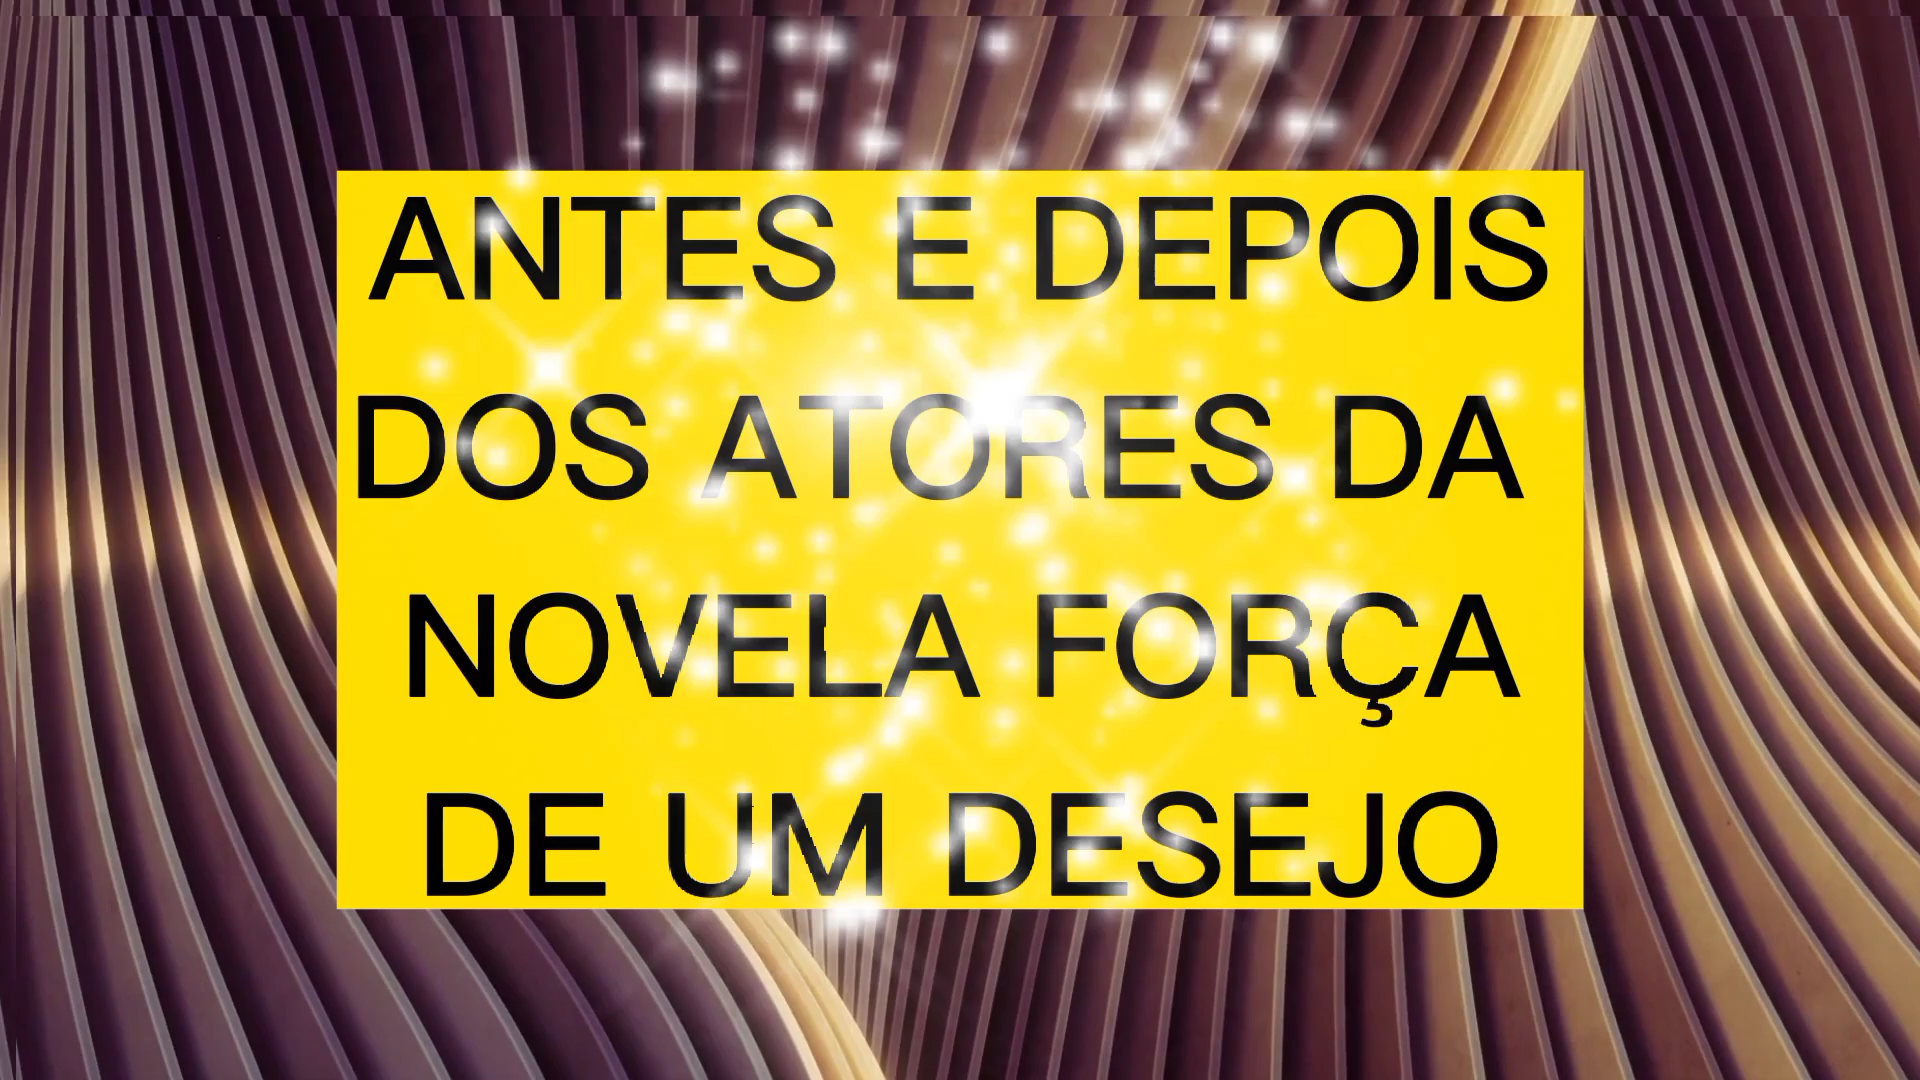 ANTES E DEPOIS
DOS ATORES DA
NOVELA FORÇA
DE UM DESEJO